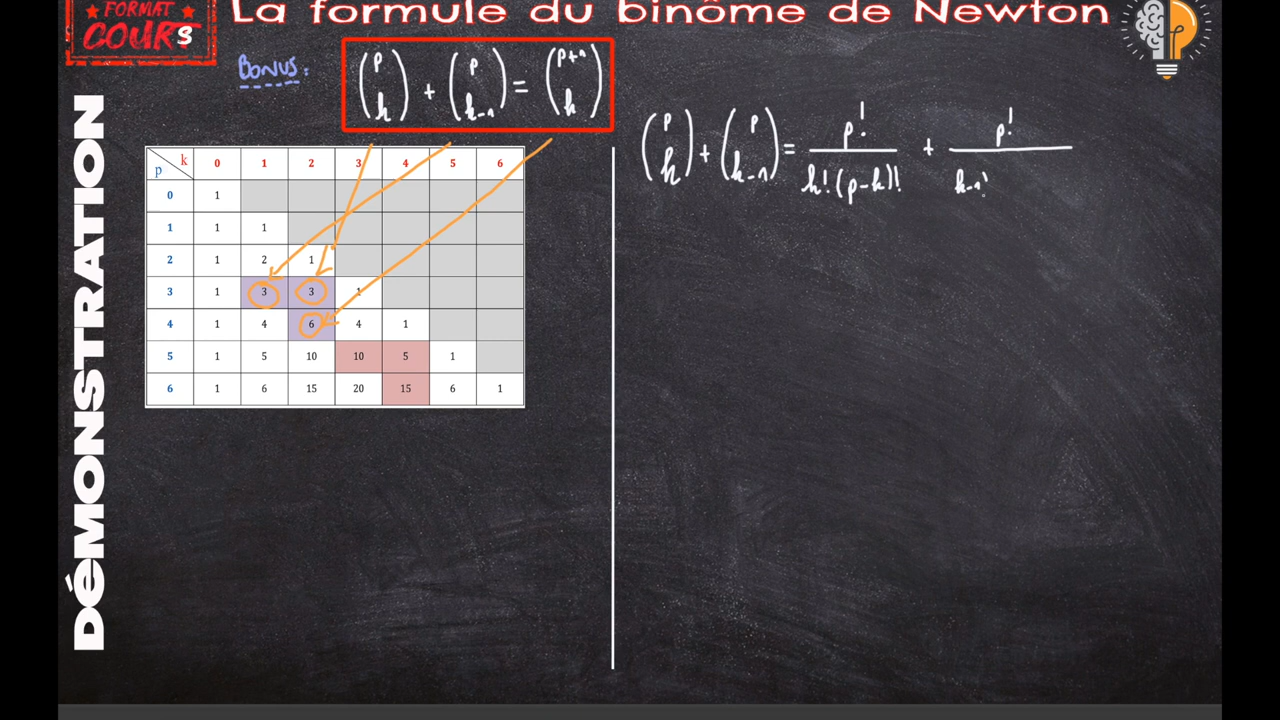 FORMAT
COURS
La formule du binôme de Newton
DÉMONSTRATION
BONUS:
(p k) + (p k-1) = (p+1 k)
p k 0 1 2 3 4 5 6
0 1
1 1 1
2 1 2 1
3 1 3 3 1
4 1 4 6 4 1
5 1 5 10 10 5 1
6 1 6 15 20 15 6 1
(p k) + (p k-1) = p! / k!(p-k)! + p! / k-1)